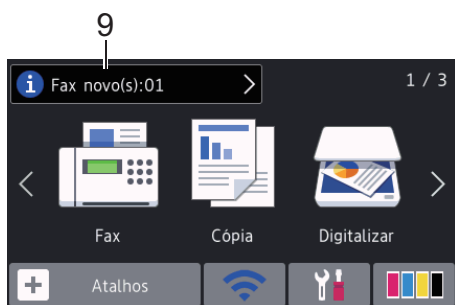 9
i Fax novo(s):01 >
1 / 3
Fax Cópia Digitalizar
+ Atalhos